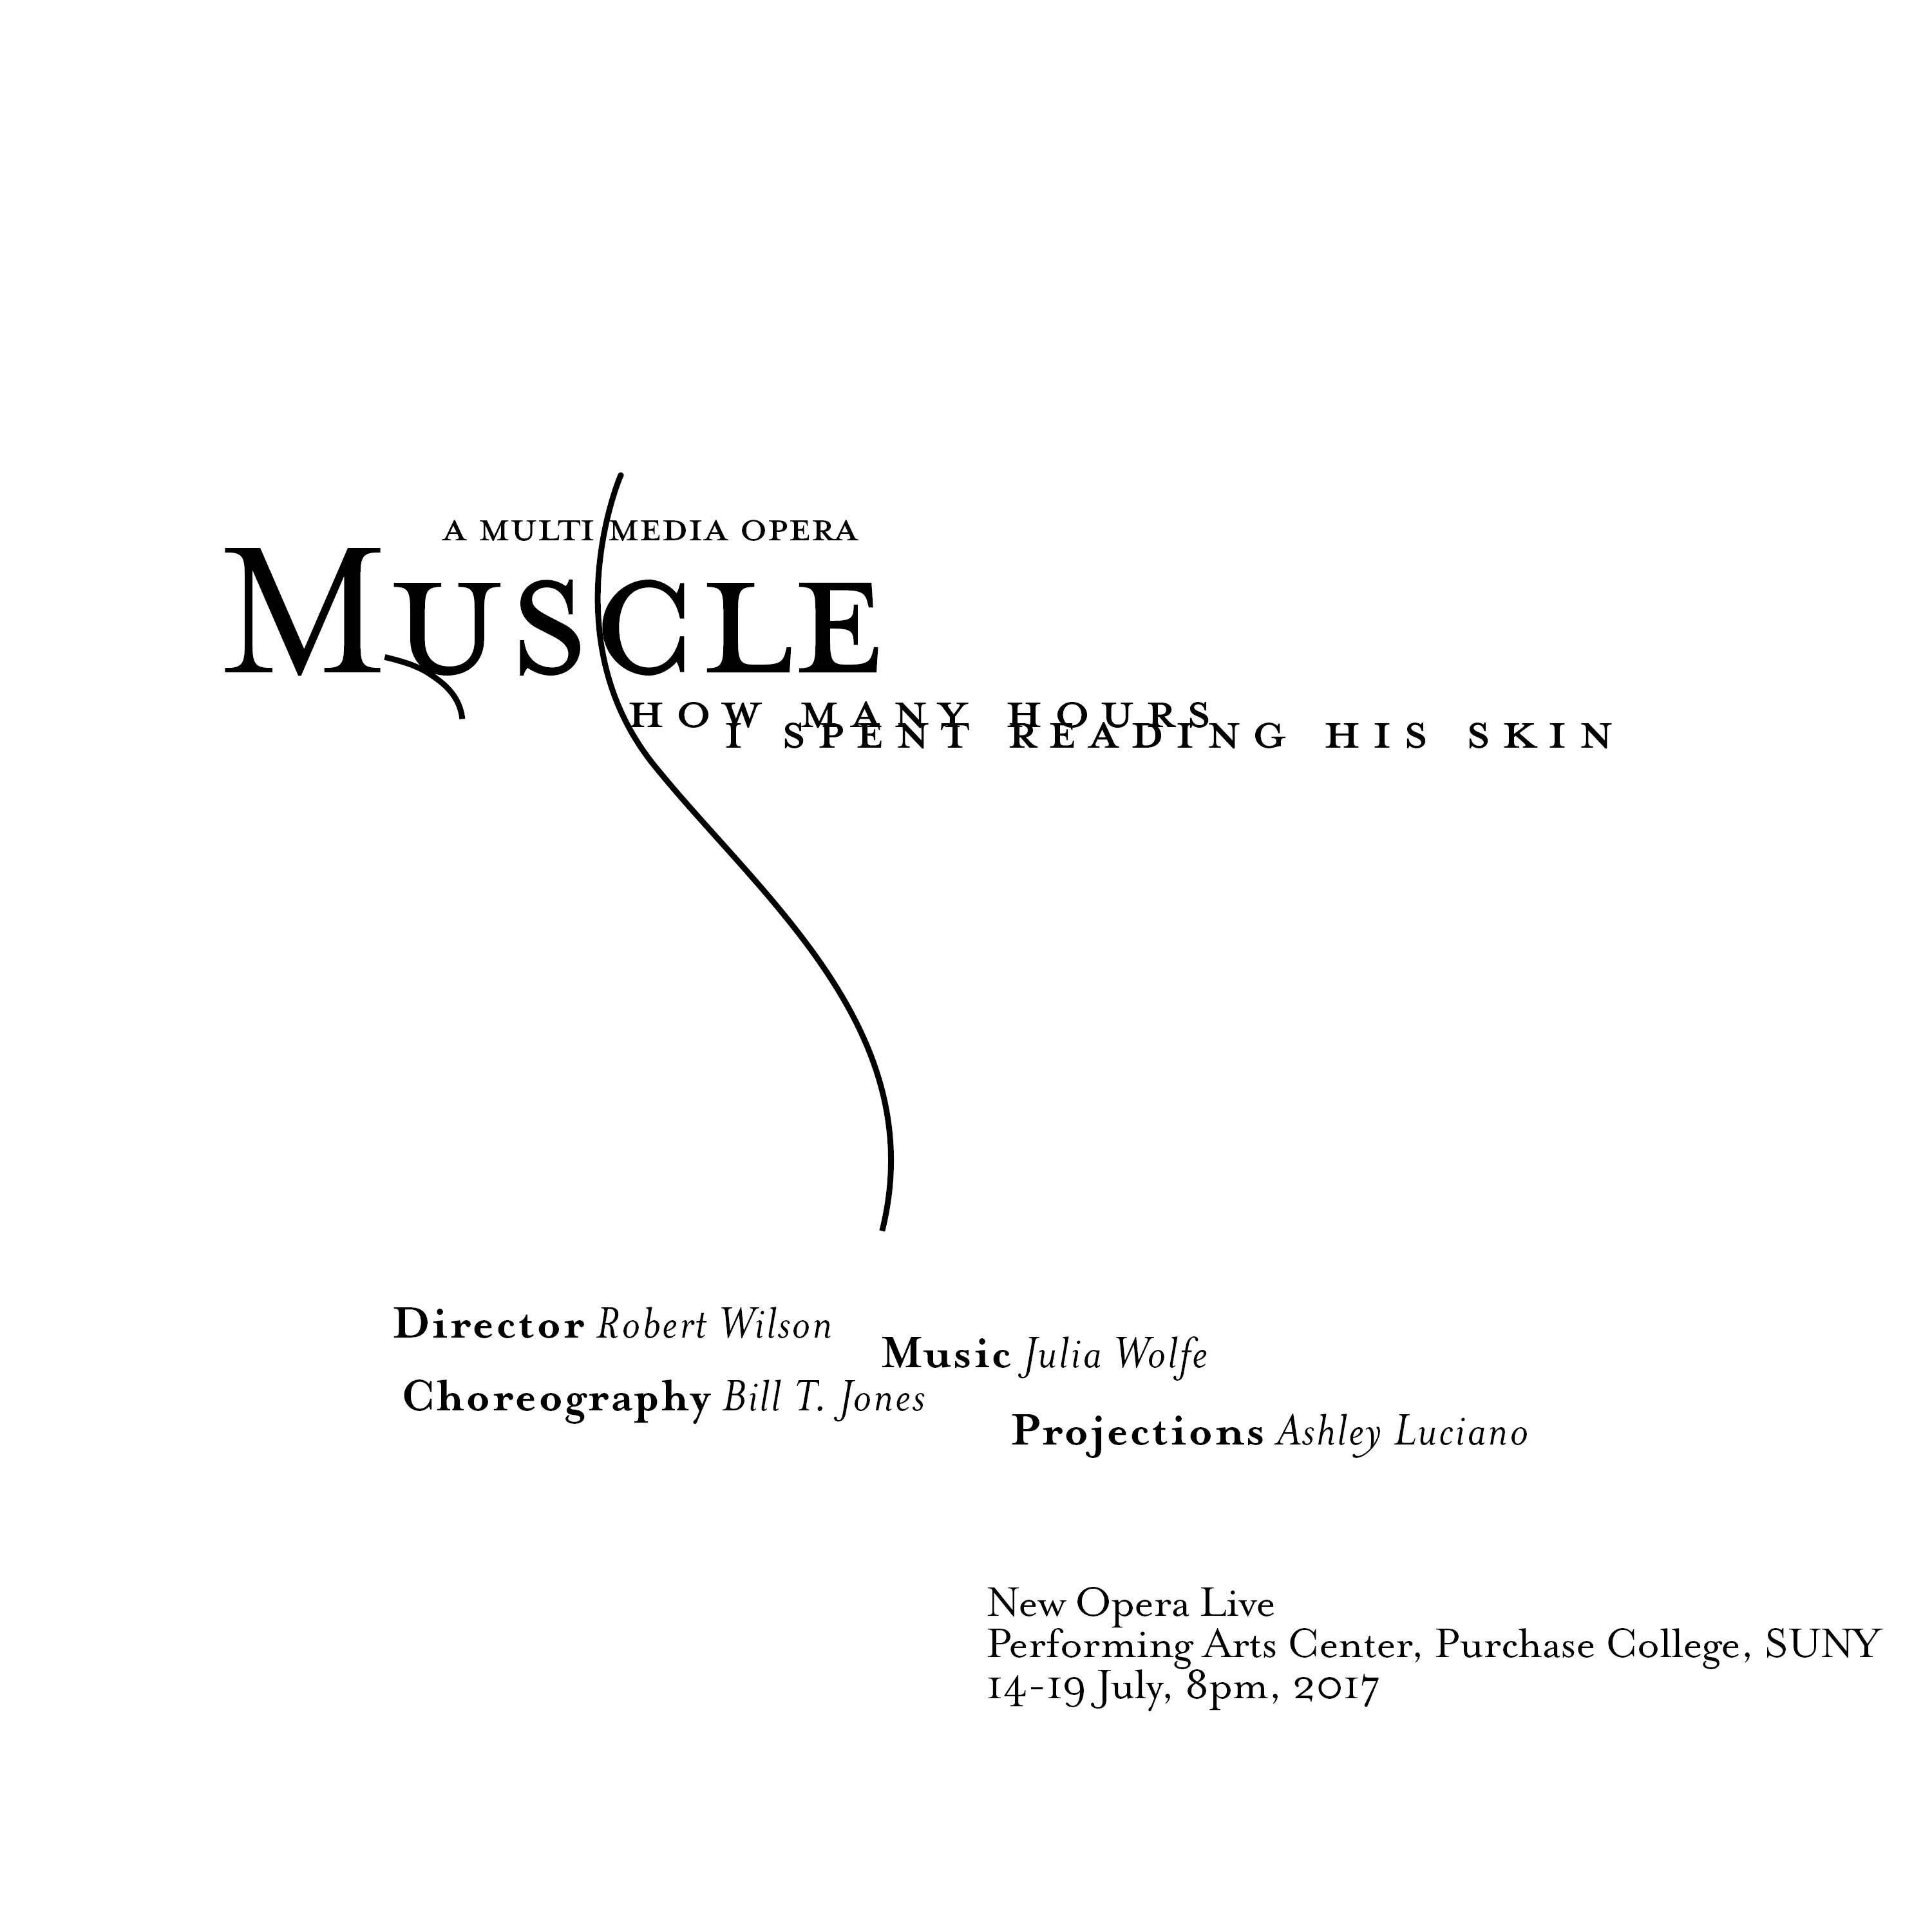 A MULTI MEDIA OPERA
MUSCLE
HOW MANY HOURS
I SPENT READING HIS SKIN
Director Robert Wilson
Music Julia Wolfe
Choreography Bill T. Jones
Projections Ashley Luciano
New Opera Live
Performing Arts Center, Purchase College, SUNY
14-19 July, 8pm, 2017